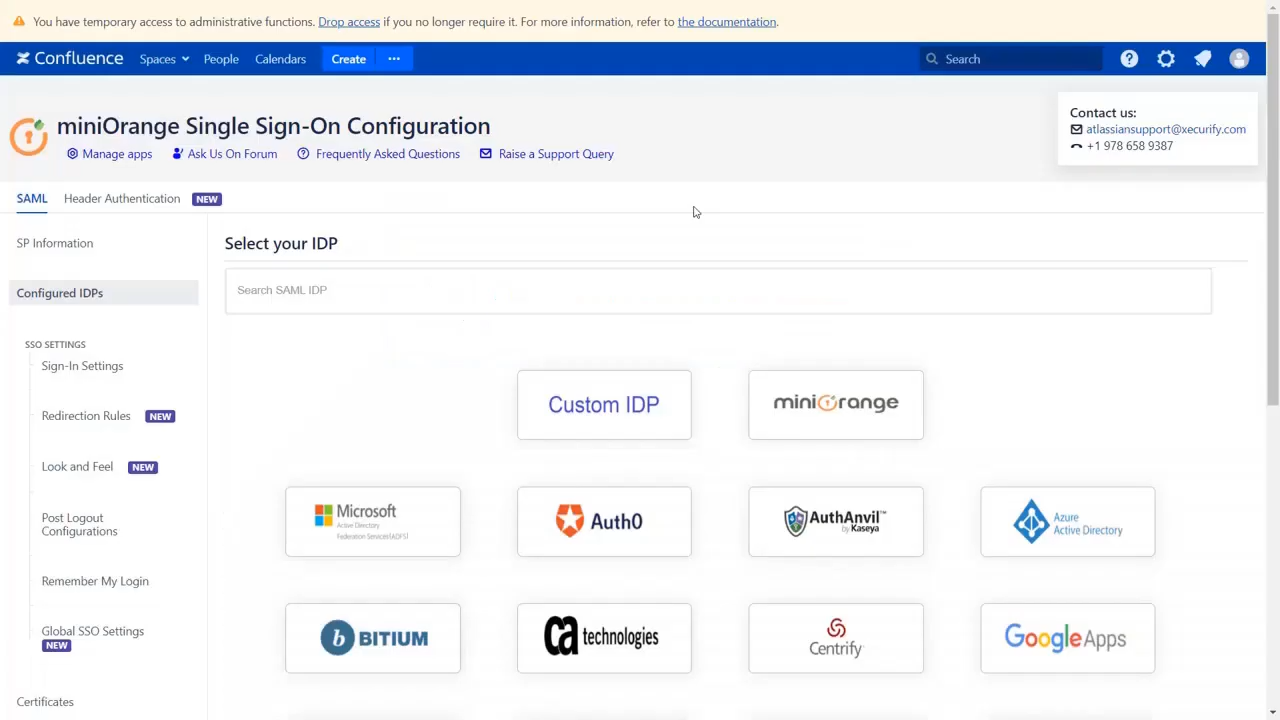 You have temporary access to administrative functions. Drop access if you no longer require it. For more information, refer to the documentation.
Confluence Spaces People Calendars Create ··· Search
miniOrange Single Sign-On Configuration
Manage apps Ask Us On Forum Frequently Asked Questions Raise a Support Query
Contact us:
atlassiansupport@xecurify.com
+1 978 658 9387
SAML Header Authentication NEW
SP Information
Configured IDPs
SSO SETTINGS
Sign-In Settings
Redirection Rules NEW
Look and Feel NEW
Post Logout
Configurations
Remember My Login
Global SSO Settings
NEW
Certificates
Select your IDP
Search SAML IDP
Custom IDP
miniOrange
Microsoft
Active Directory
Federation Services(ADFS)
Auth0
AuthAnvil™
by Kaseya
Azure
Active Directory
b BITIUM
ca technologies
Centrify
Google Apps